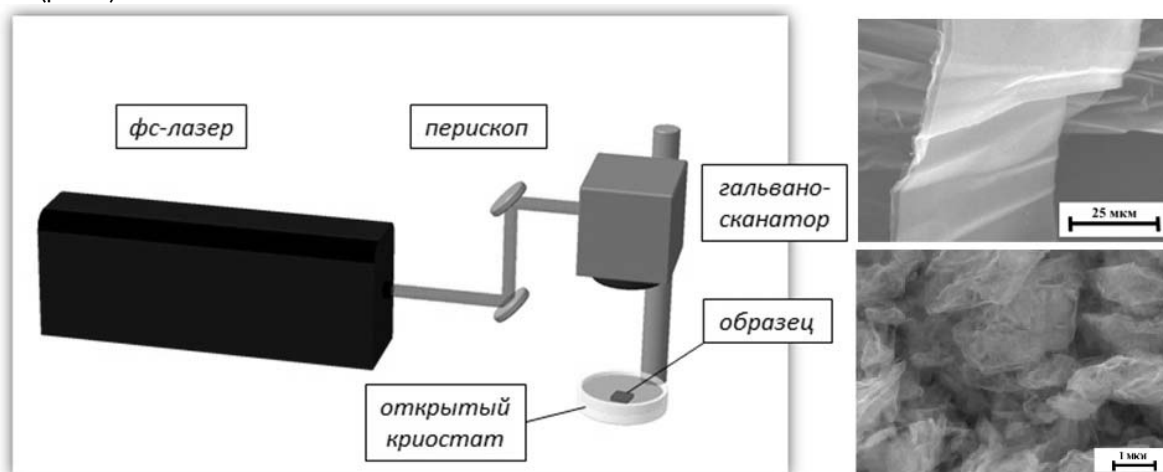 фс-лазер
перископ
гальвано-
сканатор
образец
открытый
криостат
25 мкм
1 мкм